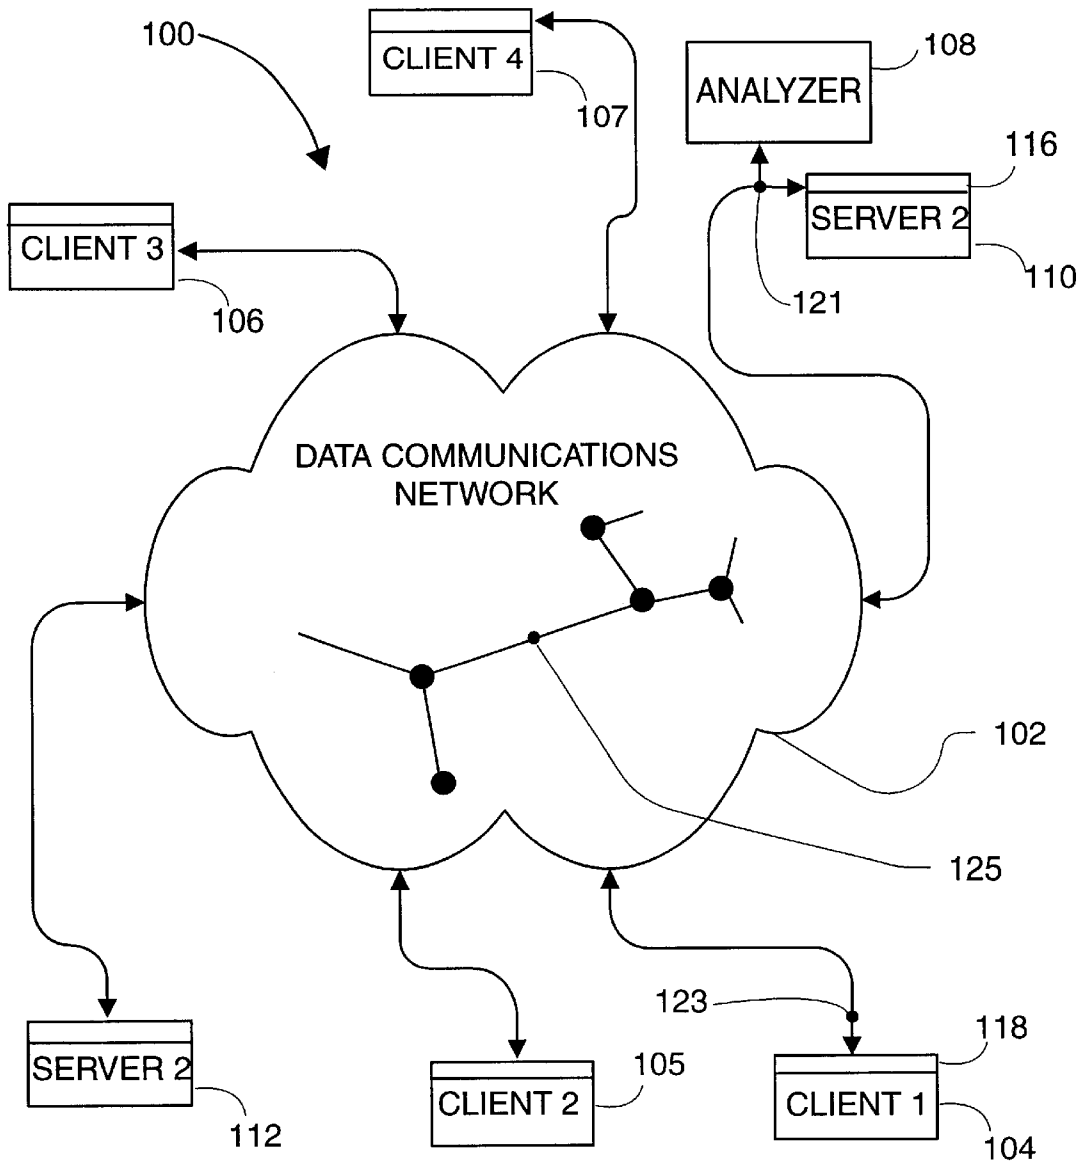 100
CLIENT 4
107
ANALYZER
108
116
SERVER 2
110
121
CLIENT 3
106
DATA COMMUNICATIONS
NETWORK
102
125
123
118
SERVER 2
112
CLIENT 2
105
CLIENT 1
104